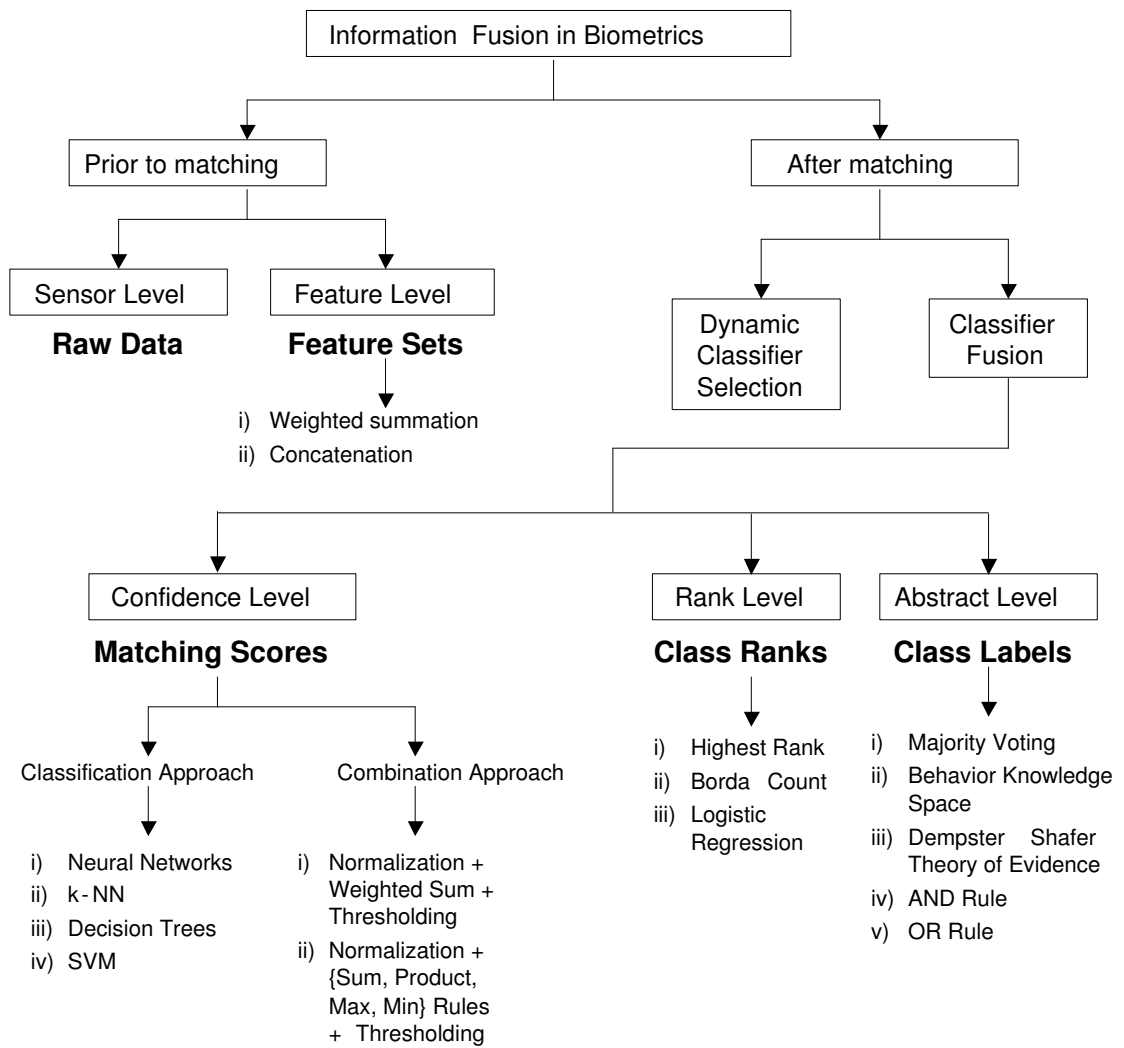 Information Fusion in Biometrics
Prior to matching
After matching
Sensor Level
Feature Level
Raw Data
Feature Sets
Dynamic
Classifier
Selection
Classifier
Fusion
i) Weighted summation
ii) Concatenation
Confidence Level
Rank Level
Abstract Level
Matching Scores
Class Ranks
Class Labels
Classification Approach
Combination Approach
i) Neural Networks
ii) k-NN
iii) Decision Trees
iv) SVM
i) Normalization +
Weighted Sum +
Thresholding
ii) Normalization +
{Sum, Product,
Max, Min} Rules
+ Thresholding
i) Highest Rank
ii) Borda Count
iii) Logistic
Regression
i) Majority Voting
ii) Behavior Knowledge
Space
iii) Dempster Shafer
Theory of Evidence
iv) AND Rule
v) OR Rule